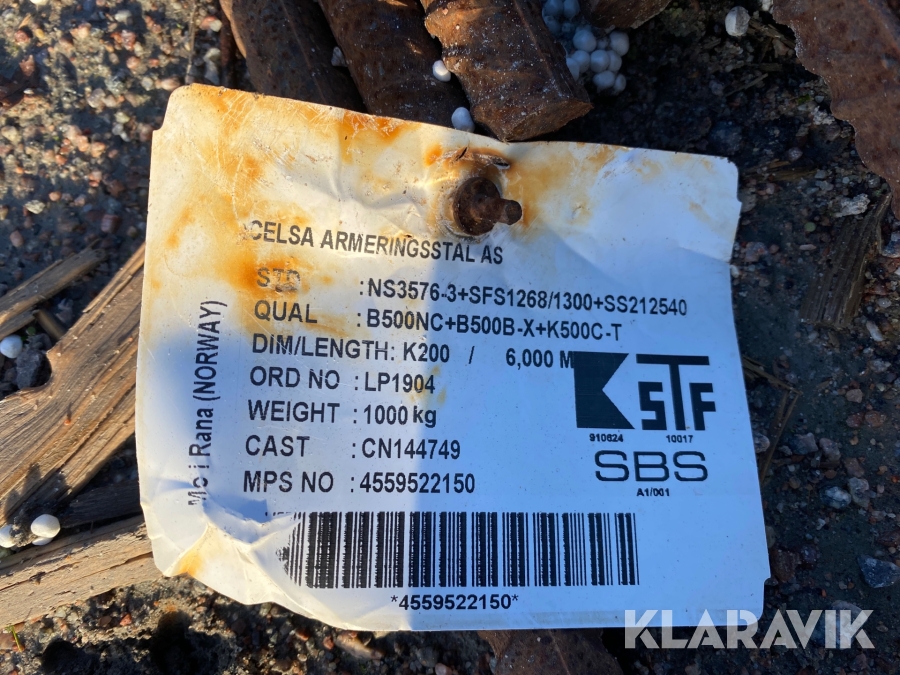 CELSA ARMERINGSSTAL AS
STD : NS3576-3+SFS1268/1300+SS212540
QUAL : B500NC+B500B-X+K500C-T
DIM/LENGTH: K200 / 6,000 M
ORD NO : LP1904
WEIGHT : 1000 kg
CAST : CN144749
MPS NO : 4559522150
Mo i Rana (NORWAY)
K STF
910624 10017
SBS
A1/001
*4559522150*
KLARAVIK